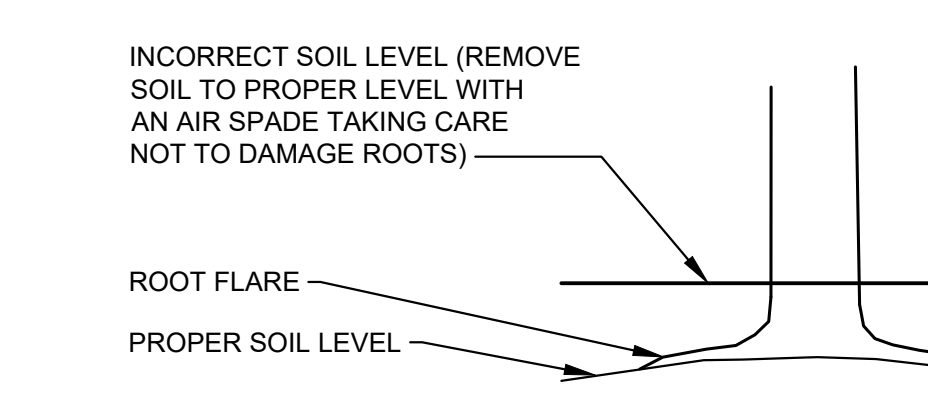 INCORRECT SOIL LEVEL (REMOVE
SOIL TO PROPER LEVEL WITH
AN AIR SPADE TAKING CARE
NOT TO DAMAGE ROOTS)
ROOT FLARE
PROPER SOIL LEVEL